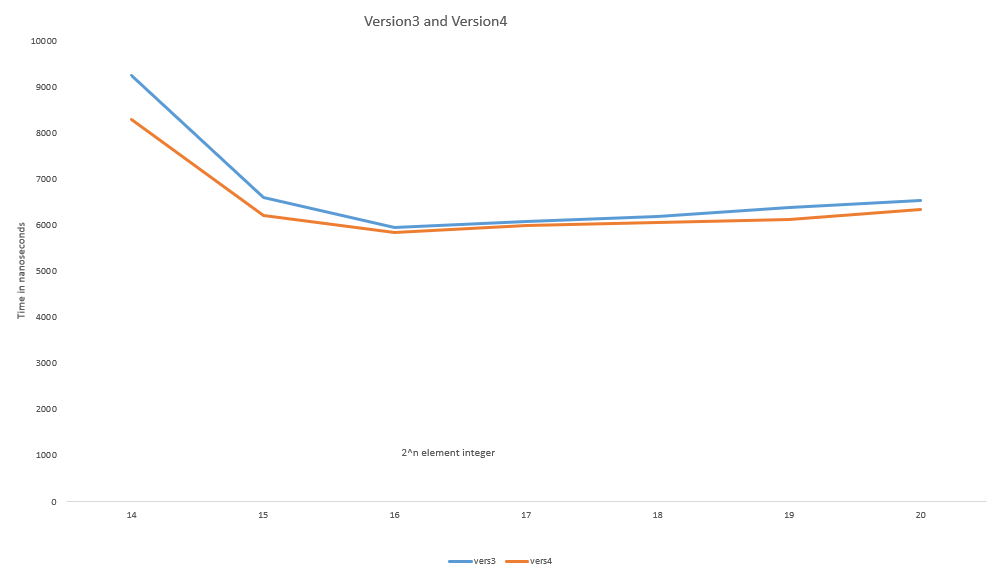 Version3 and Version4
10000
9000
8000
7000
6000
5000
4000
3000
2000
1000
0
Time in nanoseconds
2^n element integer
14 15 16 17 18 19 20
vers3 vers4